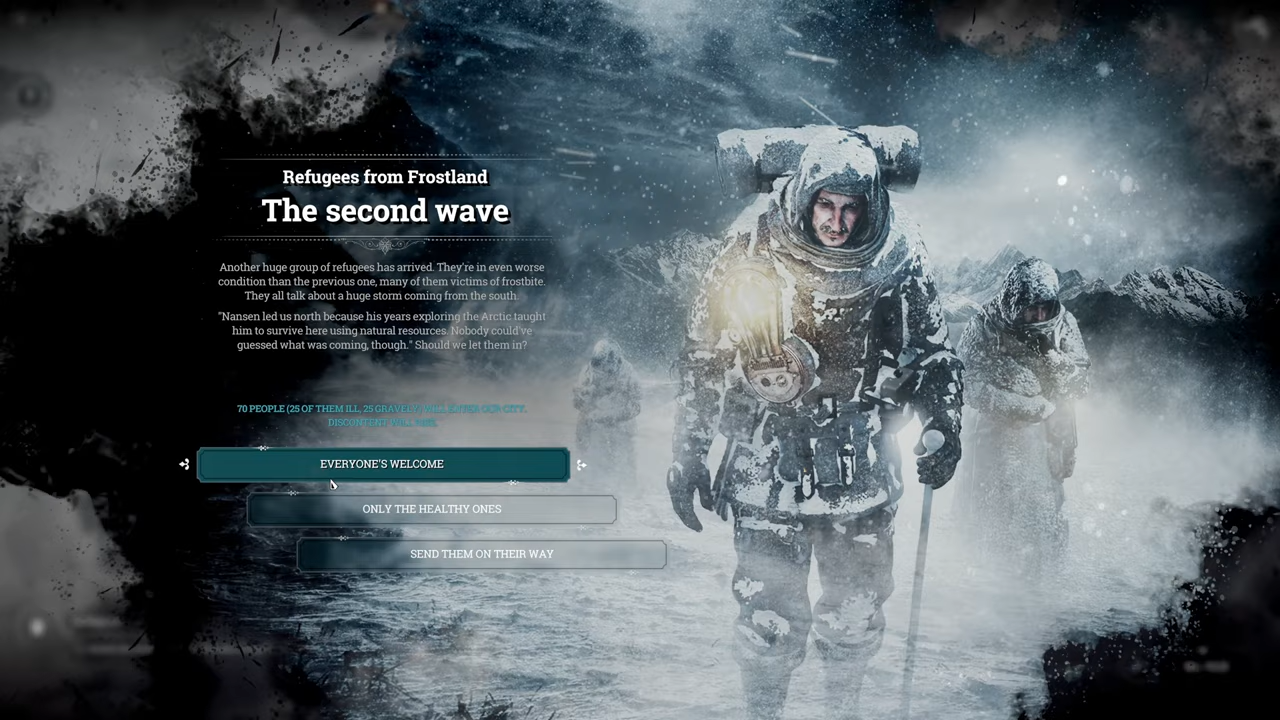 Refugees from Frostland
The second wave
Another huge group of refugees has arrived. They're in even worse
condition than the previous one, many of them victims of frostbite.
They all talk about a huge storm coming from the south.
"Nansen led us north because his years exploring the Arctic taught
him to survive here using natural resources. Nobody could've
guessed what was coming, though." Should we let them in?
70 PEOPLE (25 OF THEM ILL, 25 GRAVELY) WILL ENTER OUR CITY.
DISCONTENT WILL RISE.
EVERYONE'S WELCOME
ONLY THE HEALTHY ONES
SEND THEM ON THEIR WAY